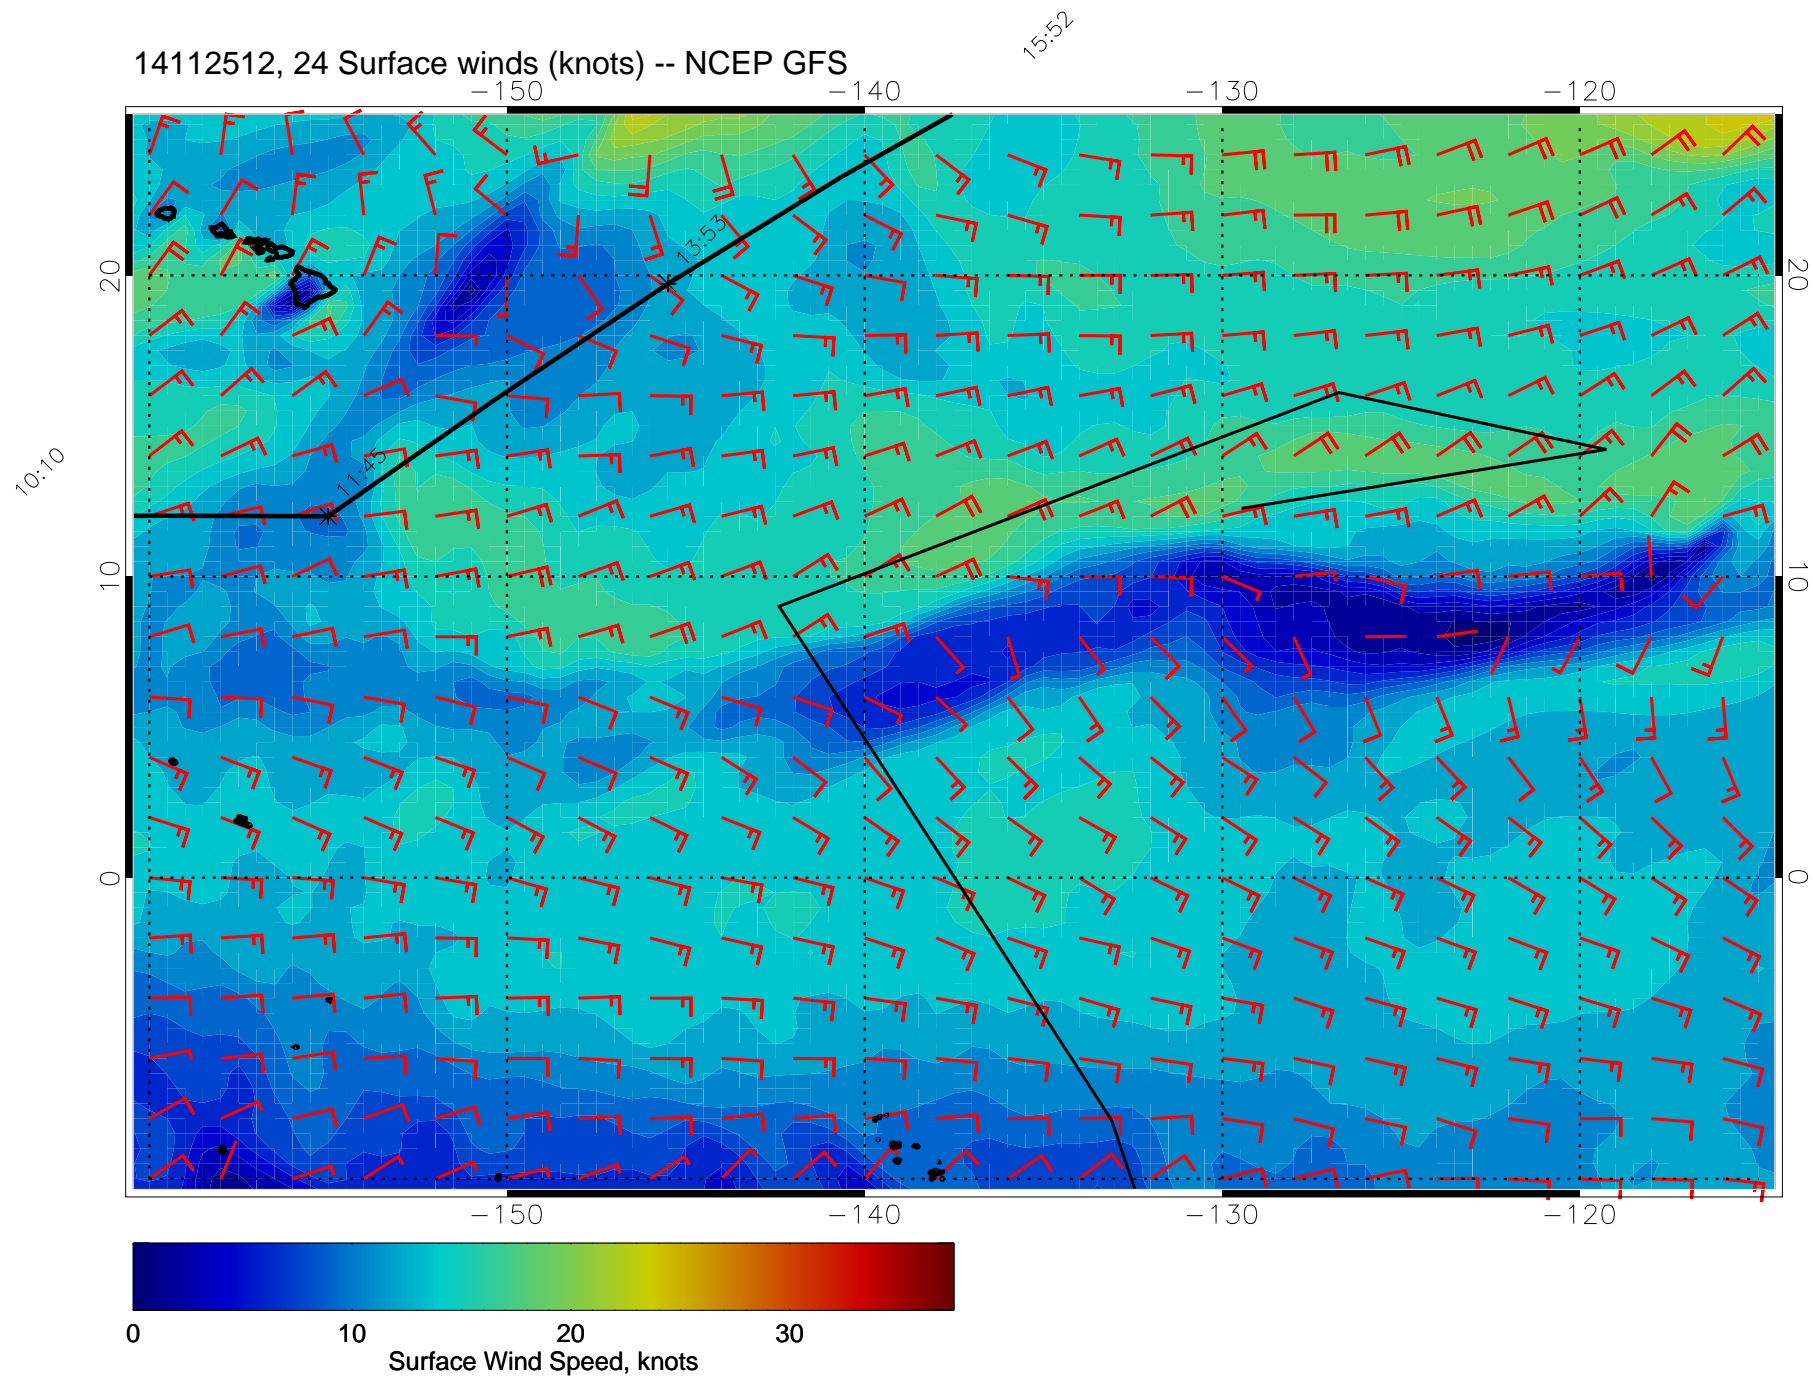 15:52
14112512, 24 Surface winds (knots) -- NCEP GFS
-150 -140 -130 -120
13:53
20 20
11:45
10:10
10 10
0 0
-150 -140 -130 -120
0 10 20 30
Surface Wind Speed, knots